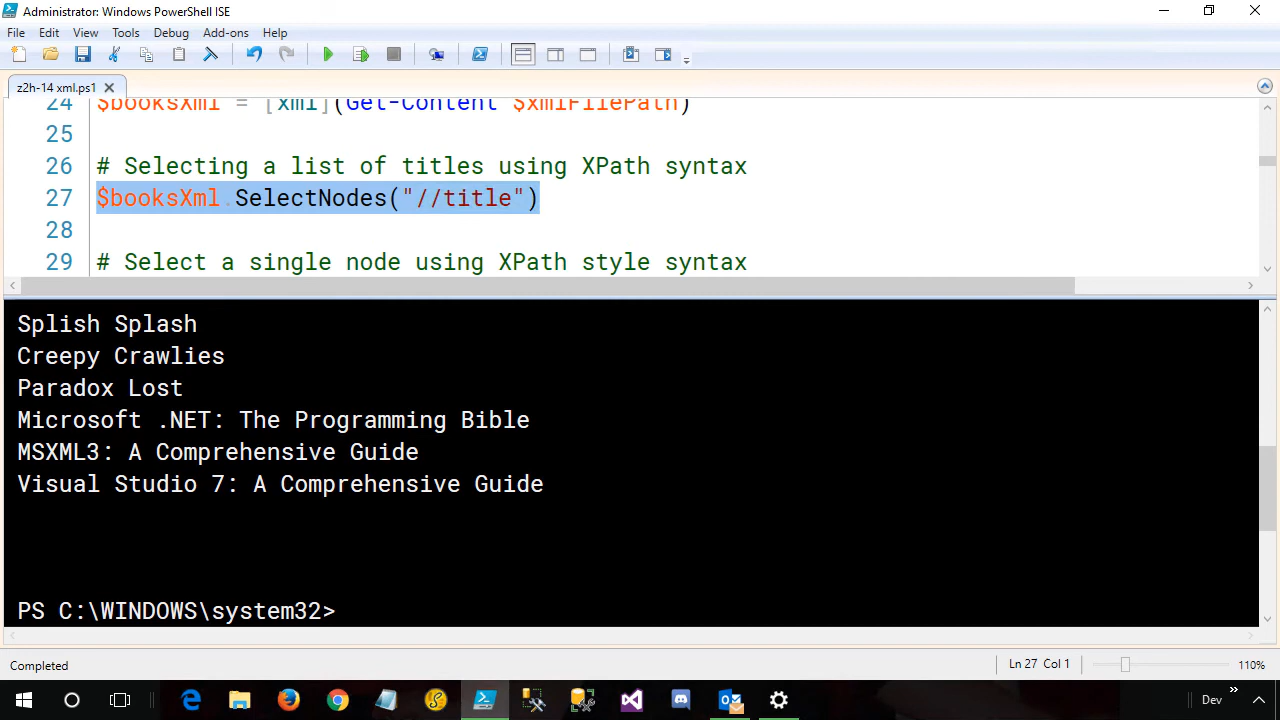 Administrator: Windows PowerShell ISE
File Edit View Tools Debug Add-ons Help
z2h-14 xml.ps1
24 $booksXml = [xml](Get-Content $xmlFilePath)
25
26 # Selecting a list of titles using XPath syntax
27 $booksXml.SelectNodes("//title")
28
29 # Select a single node using XPath style syntax
Splish Splash
Creepy Crawlies
Paradox Lost
Microsoft .NET: The Programming Bible
MSXML3: A Comprehensive Guide
Visual Studio 7: A Comprehensive Guide
PS C:\WINDOWS\system32>
Completed
Ln 27 Col 1
110%
Dev